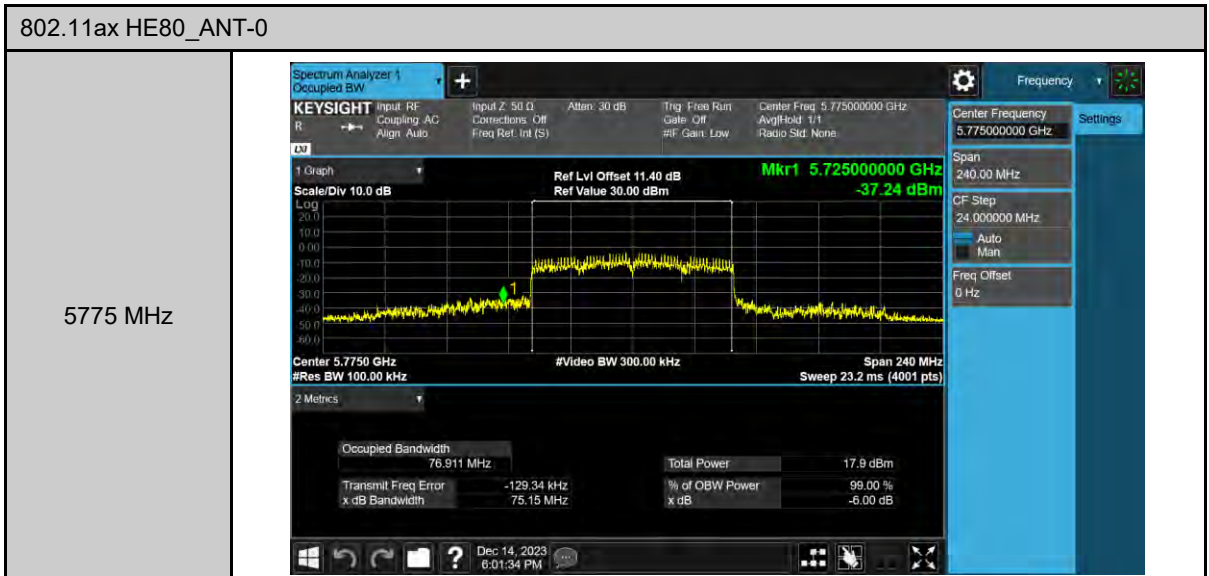 802.11ax HE80_ANT-0
5775 MHz
Spectrum Analyzer 1
Occupied BW
+
Frequency
KEYSIGHT
R
LXI
Input: RF
Coupling: AC
Align: Auto
Input Z: 50 Ω
Corrections: Off
Freq Ref: Int (S)
Atten: 30 dB
Trig: Free Run
Gate: Off
#IF Gain: Low
Center Freq: 5.775000000 GHz
Avg|Hold: 1/1
Radio Std: None
Center Frequency
5.775000000 GHz
Settings
Span
240.00 MHz
CF Step
24.000000 MHz
Auto
Man
Freq Offset
0 Hz
1 Graph
Scale/Div 10.0 dB
Ref Lvl Offset 11.40 dB
Ref Value 30.00 dBm
Mkr1 5.725000000 GHz
-37.24 dBm
Log
20.0
10.0
0.00
-10.0
-20.0
-30.0
-40.0
-50.0
-60.0
1
Center 5.7750 GHz
#Video BW 300.00 kHz
Span 240 MHz
#Res BW 100.00 kHz
Sweep 23.2 ms (4001 pts)
2 Metrics
Occupied Bandwidth
76.911 MHz
Total Power 17.9 dBm
Transmit Freq Error -129.34 kHz
% of OBW Power 99.00 %
x dB Bandwidth 75.15 MHz
x dB -6.00 dB
?
Dec 14, 2023
6:01:34 PM